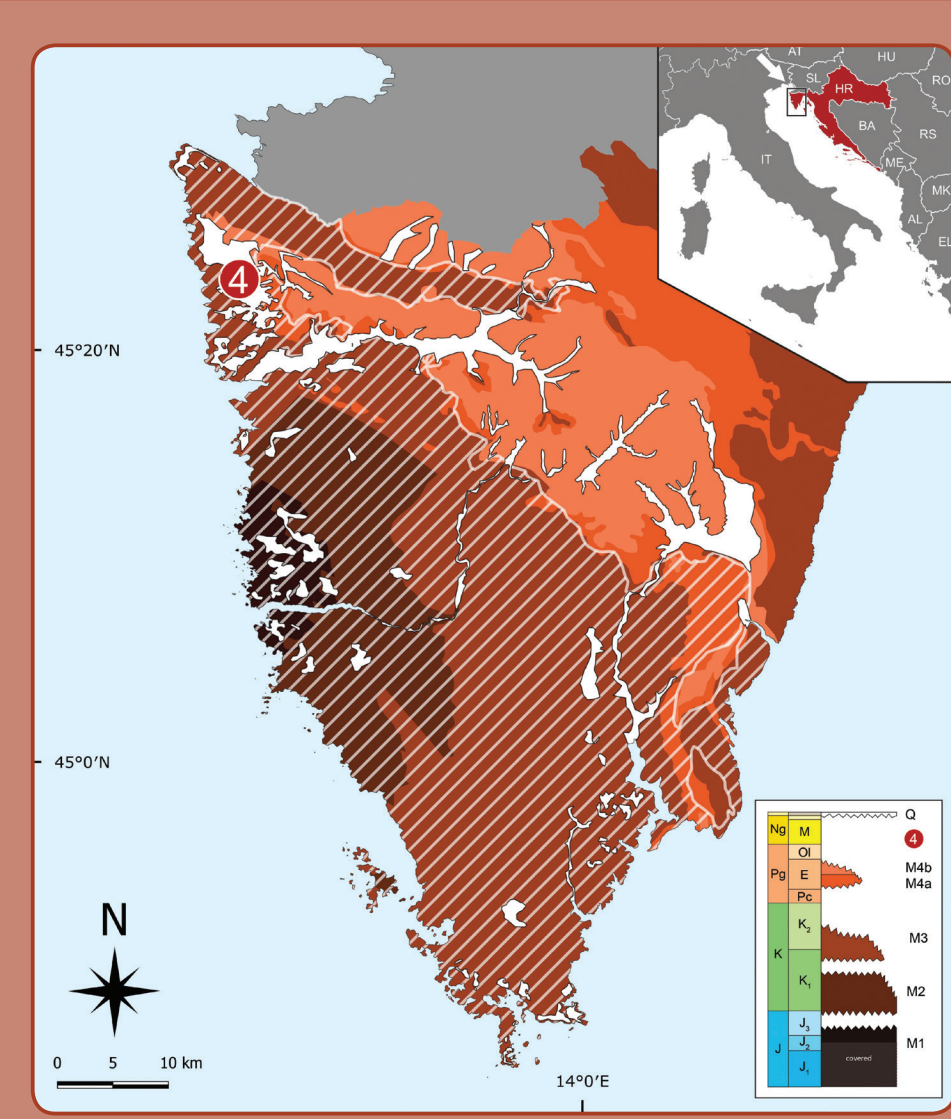 AT
HU
SL
HR
RO
BA
RS
IT
ME
MK
AL
EL
4
45°20′N
45°0′N
N
0 5 10 km
14°0′E
Q
Ng M
4
Ol
Pg E M4b
M4a
Pc
K₂
M3
K
K₁
M2
J₃
J J₂ M1
covered
J₁